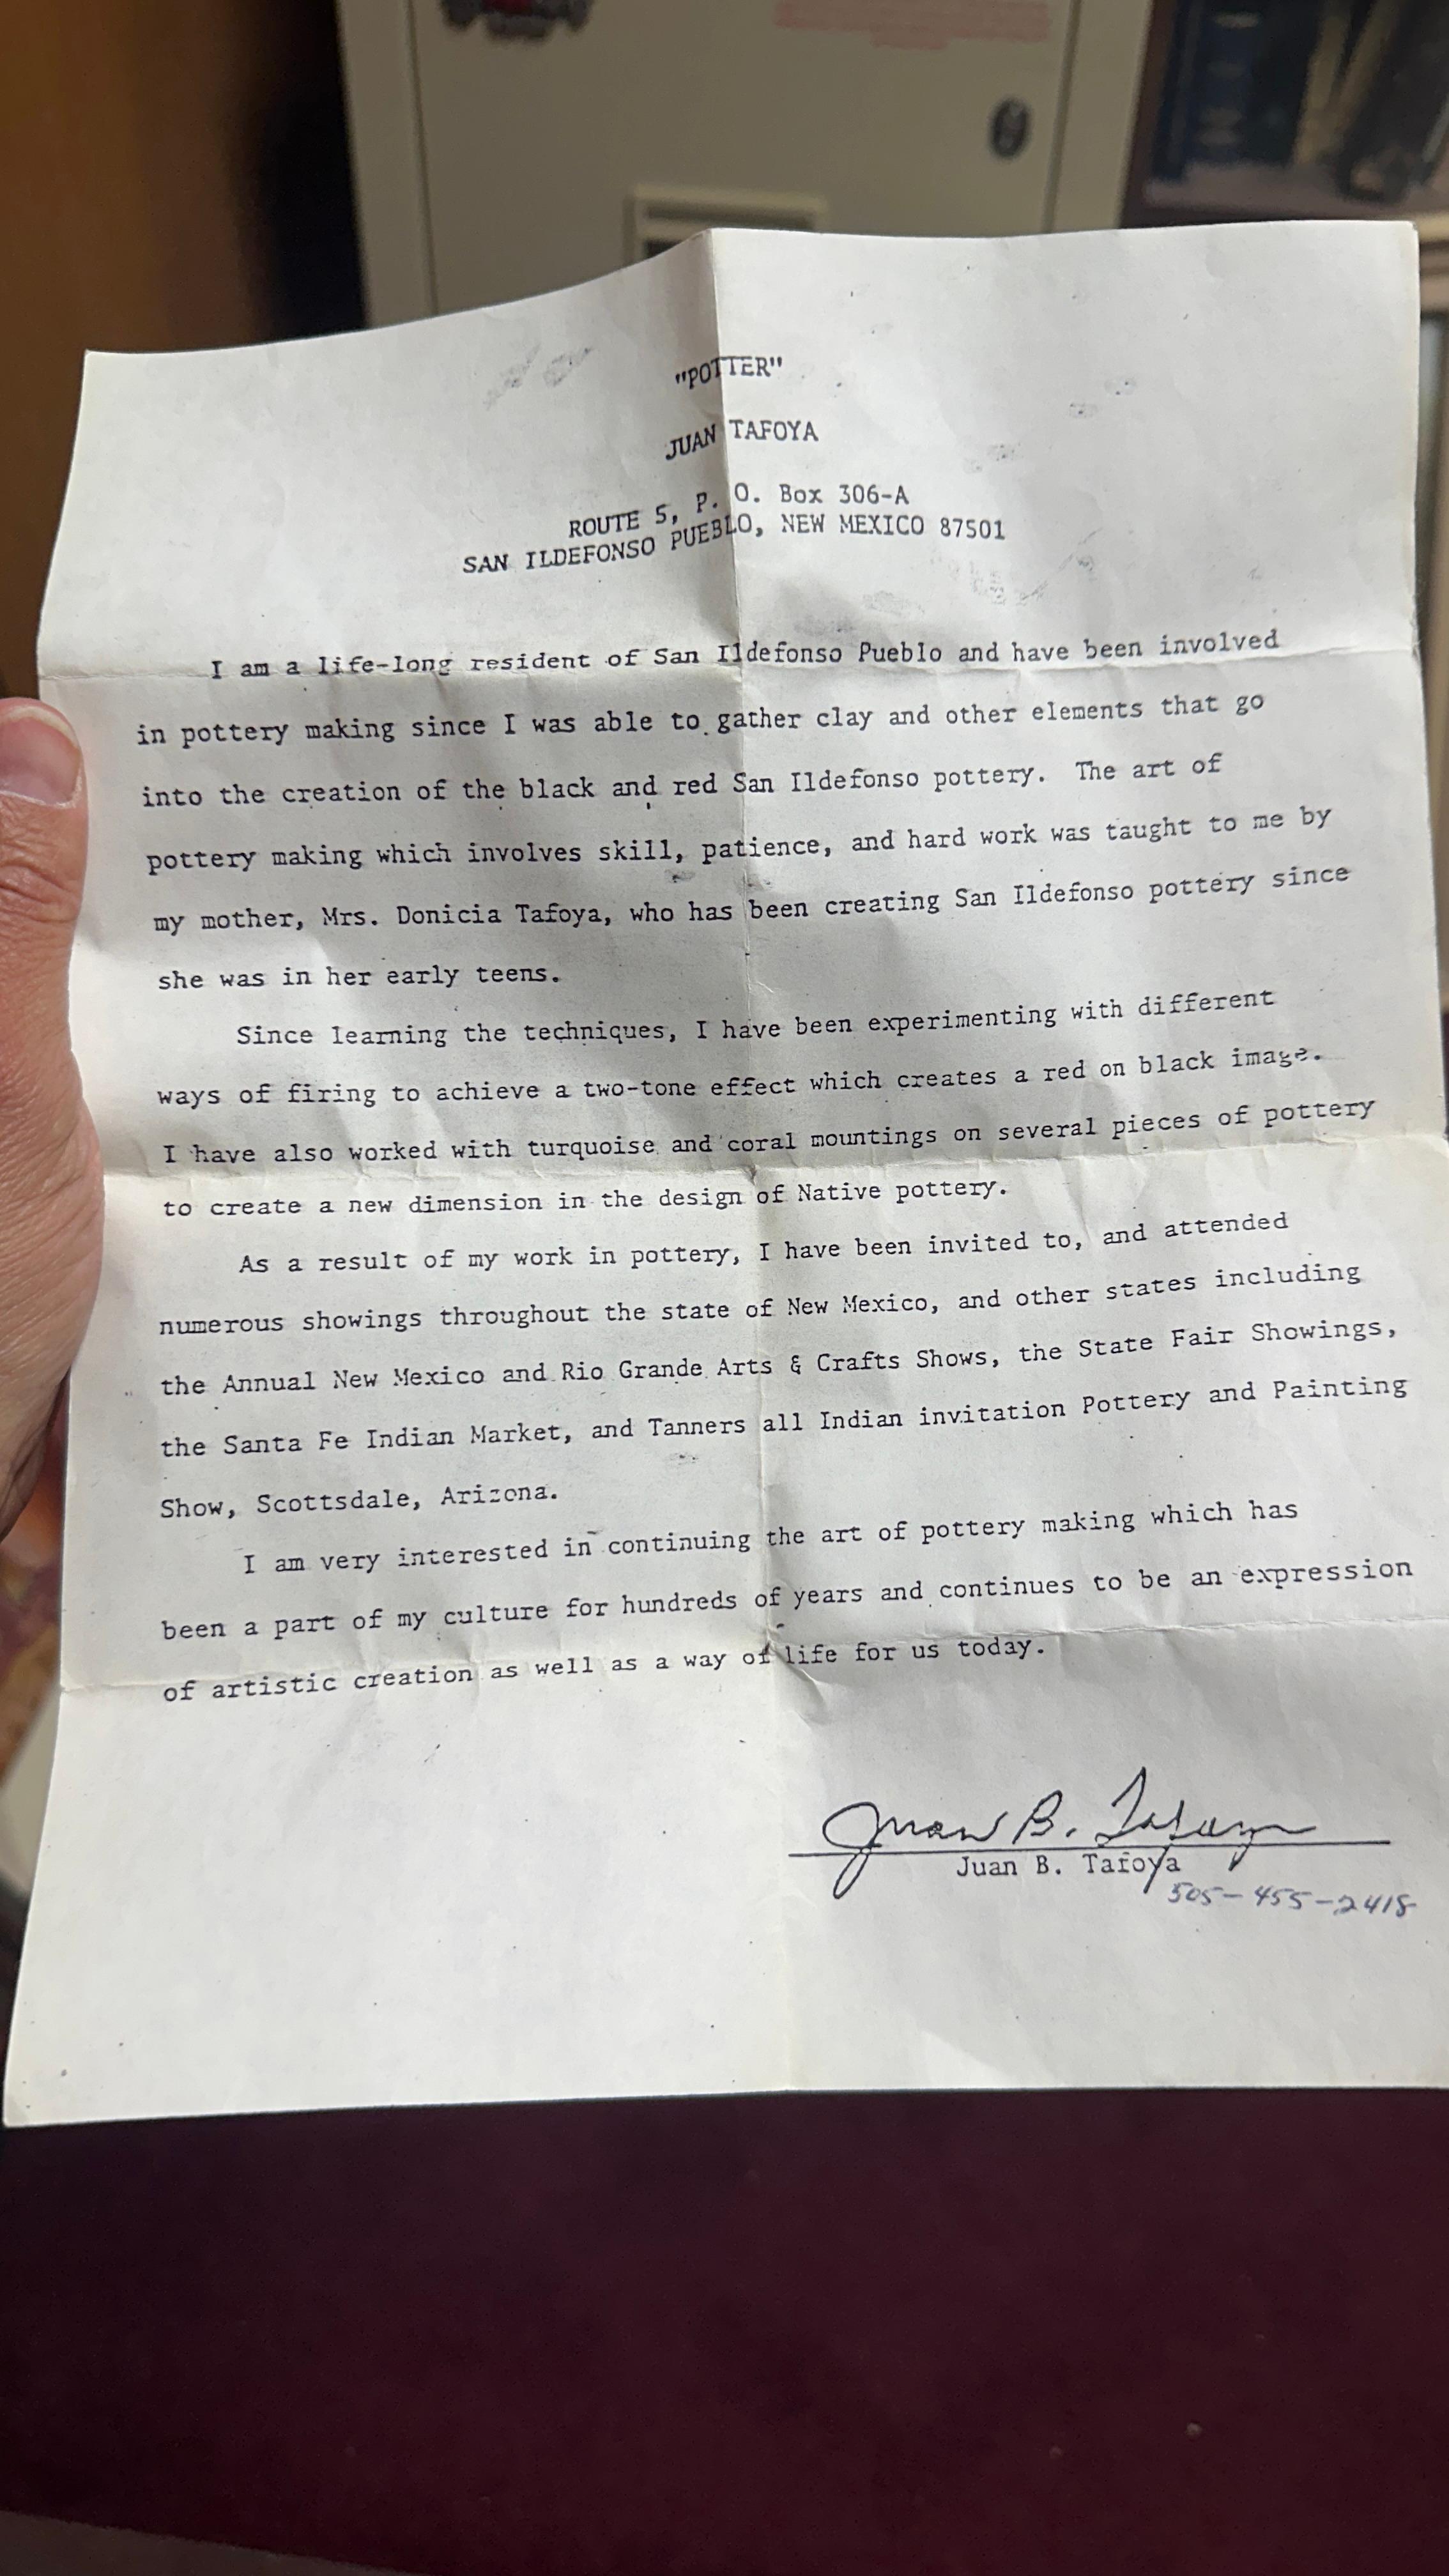 "POTTER"
JUAN TAFOYA
ROUTE 5, P. O. Box 306-A
SAN ILDEFONSO PUEBLO, NEW MEXICO 87501
I am a life-long resident of San Ildefonso Pueblo and have been involved
in pottery making since I was able to gather clay and other elements that go
into the creation of the black and red San Ildefonso pottery. The art of
pottery making which involves skill, patience, and hard work was taught to me by
my mother, Mrs. Donicia Tafoya, who has been creating San Ildefonso pottery since
she was in her early teens.
Since learning the techniques, I have been experimenting with different
ways of firing to achieve a two-tone effect which creates a red on black image.
I have also worked with turquoise and coral mountings on several pieces of pottery
to create a new dimension in the design of Native pottery.
As a result of my work in pottery, I have been invited to, and attended
numerous showings throughout the state of New Mexico, and other states including
the Annual New Mexico and Rio Grande Arts & Crafts Shows, the State Fair Showings,
the Santa Fe Indian Market, and Tanners all Indian invitation Pottery and Painting
Show, Scottsdale, Arizona.
I am very interested in continuing the art of pottery making which has
been a part of my culture for hundreds of years and continues to be an expression
of artistic creation as well as a way of life for us today.
Juan B. Tafoya
Juan B. Tafoya
505-455-2418